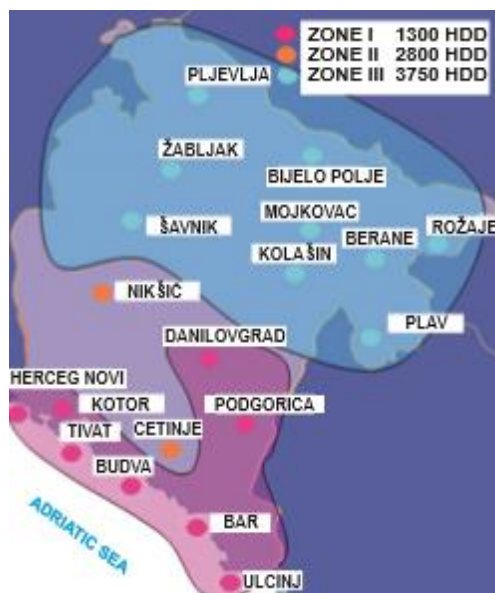 ZONE I 1300 HDD
ZONE II 2800 HDD
ZONE III 3750 HDD
PLJEVLJA
ŽABLJAK
BIJELO POLJE
MOJKOVAC
ŠAVNIK
ROŽAJE
BERANE
KOLAŠIN
NIKŠIĆ
PLAV
DANILOVGRAD
HERCEG NOVI
KOTOR
PODGORICA
TIVAT
CETINJE
BUDVA
BAR
ADRIATIC SEA
ULCINJ